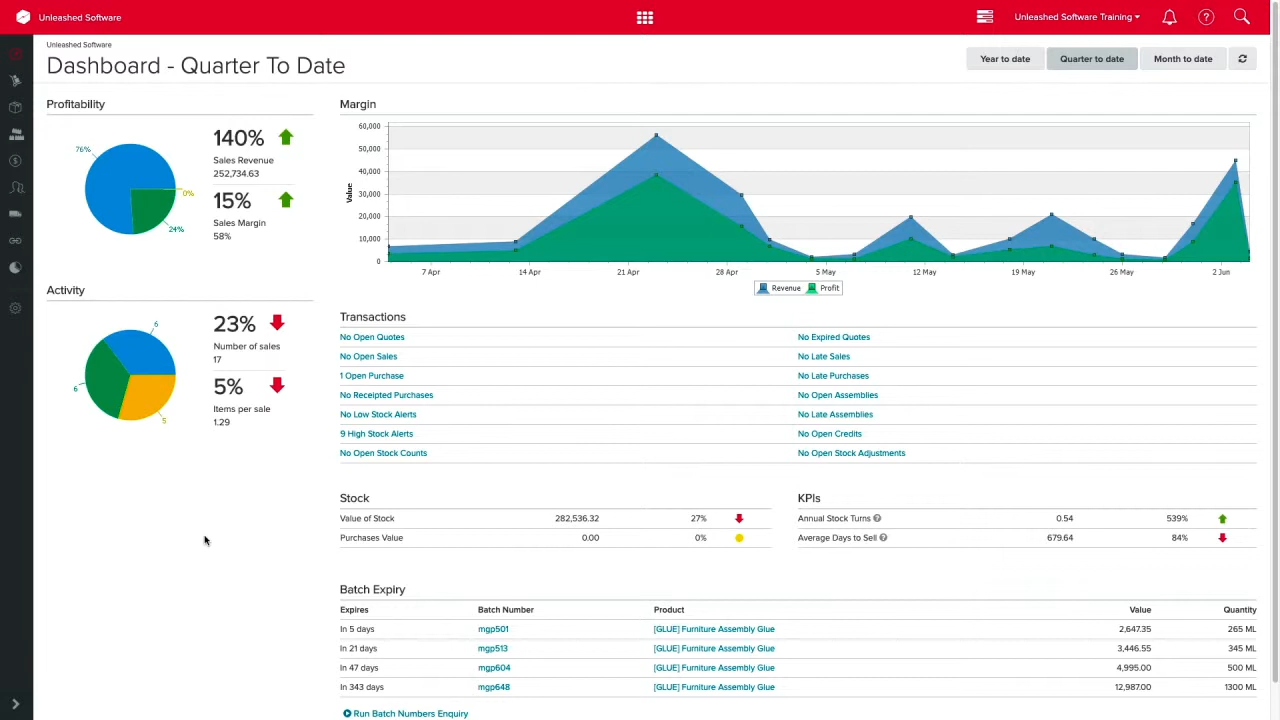 Unleashed Software
Unleashed Software Training
Unleashed Software
Dashboard - Quarter To Date
Year to date
Quarter to date
Month to date
Profitability
76%
0%
24%
140%
Sales Revenue
252,734.63
15%
Sales Margin
58%
Activity
6
6
5
23%
Number of sales
17
5%
Items per sale
1.29
Margin
Value
60,000
50,000
40,000
30,000
20,000
10,000
0
7 Apr
14 Apr
21 Apr
28 Apr
5 May
12 May
19 May
26 May
2 Jun
Revenue
Profit
Transactions
No Open Quotes
No Expired Quotes
No Open Sales
No Late Sales
1 Open Purchase
No Late Purchases
No Receipted Purchases
No Open Assemblies
No Low Stock Alerts
No Late Assemblies
9 High Stock Alerts
No Open Credits
No Open Stock Counts
No Open Stock Adjustments
Stock
Value of Stock 282,536.32 27%
Purchases Value 0.00 0%
KPIs
Annual Stock Turns ? 0.54 539%
Average Days to Sell ? 679.64 84%
Batch Expiry
Expires Batch Number Product Value Quantity
In 5 days mgp501 [GLUE] Furniture Assembly Glue 2,647.35 265 ML
In 21 days mgp513 [GLUE] Furniture Assembly Glue 3,446.55 345 ML
In 47 days mgp604 [GLUE] Furniture Assembly Glue 4,995.00 500 ML
In 343 days mgp648 [GLUE] Furniture Assembly Glue 12,987.00 1300 ML
Run Batch Numbers Enquiry